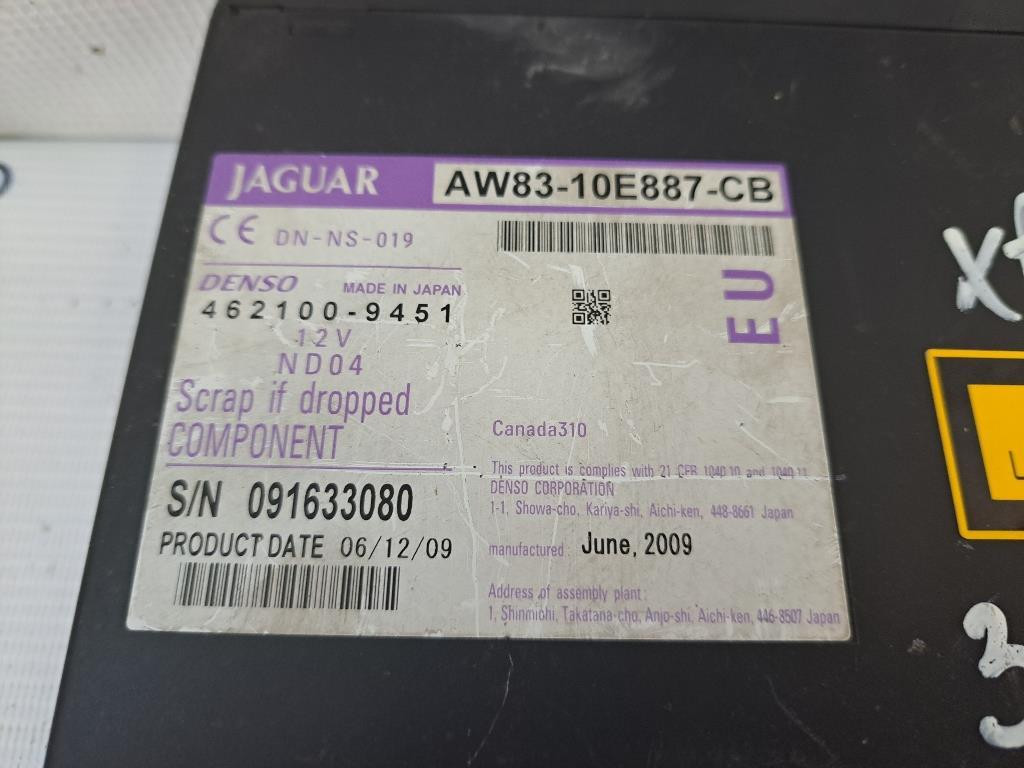 JAGUAR AW83-10E887-CB
CE DN-NS-019
DENSO MADE IN JAPAN
462100-9451
12V
ND04
EU
Scrap if dropped
COMPONENT
S/N 091633080
PRODUCT DATE 06/12/09
Canada310
This product is complies with 21 CFR 1040.10 and 1040.11
DENSO CORPORATION
1-1, Showa-cho, Kariya-shi, Aichi-ken, 448-8661 Japan
manufactured: June, 2009
Address of assembly plant:
1, Shinmichi, Takatana-cho, Anjo-shi, Aichi-ken, 446-8507 Japan
xf
L
3